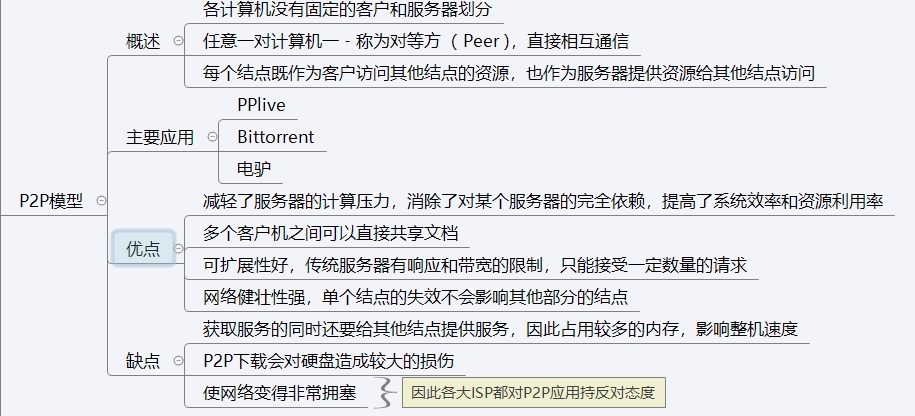 各计算机没有固定的客户和服务器划分
概述
任意一对计算机一 - 称为对等方（Peer），直接相互通信
每个结点既作为客户访问其他结点的资源，也作为服务器提供资源给其他结点访问
PPlive
主要应用
Bittorrent
电驴
P2P模型
减轻了服务器的计算压力，消除了对某个服务器的完全依赖，提高了系统效率和资源利用率
多个客户机之间可以直接共享文档
优点
可扩展性好，传统服务器有响应和带宽的限制，只能接受一定数量的请求
网络健壮性强，单个结点的失效不会影响其他部分的结点
获取服务的同时还要给其他结点提供服务，因此占用较多的内存，影响整机速度
缺点
P2P下载会对硬盘造成较大的损伤
使网络变得非常拥塞
因此各大ISP都对P2P应用持反对态度